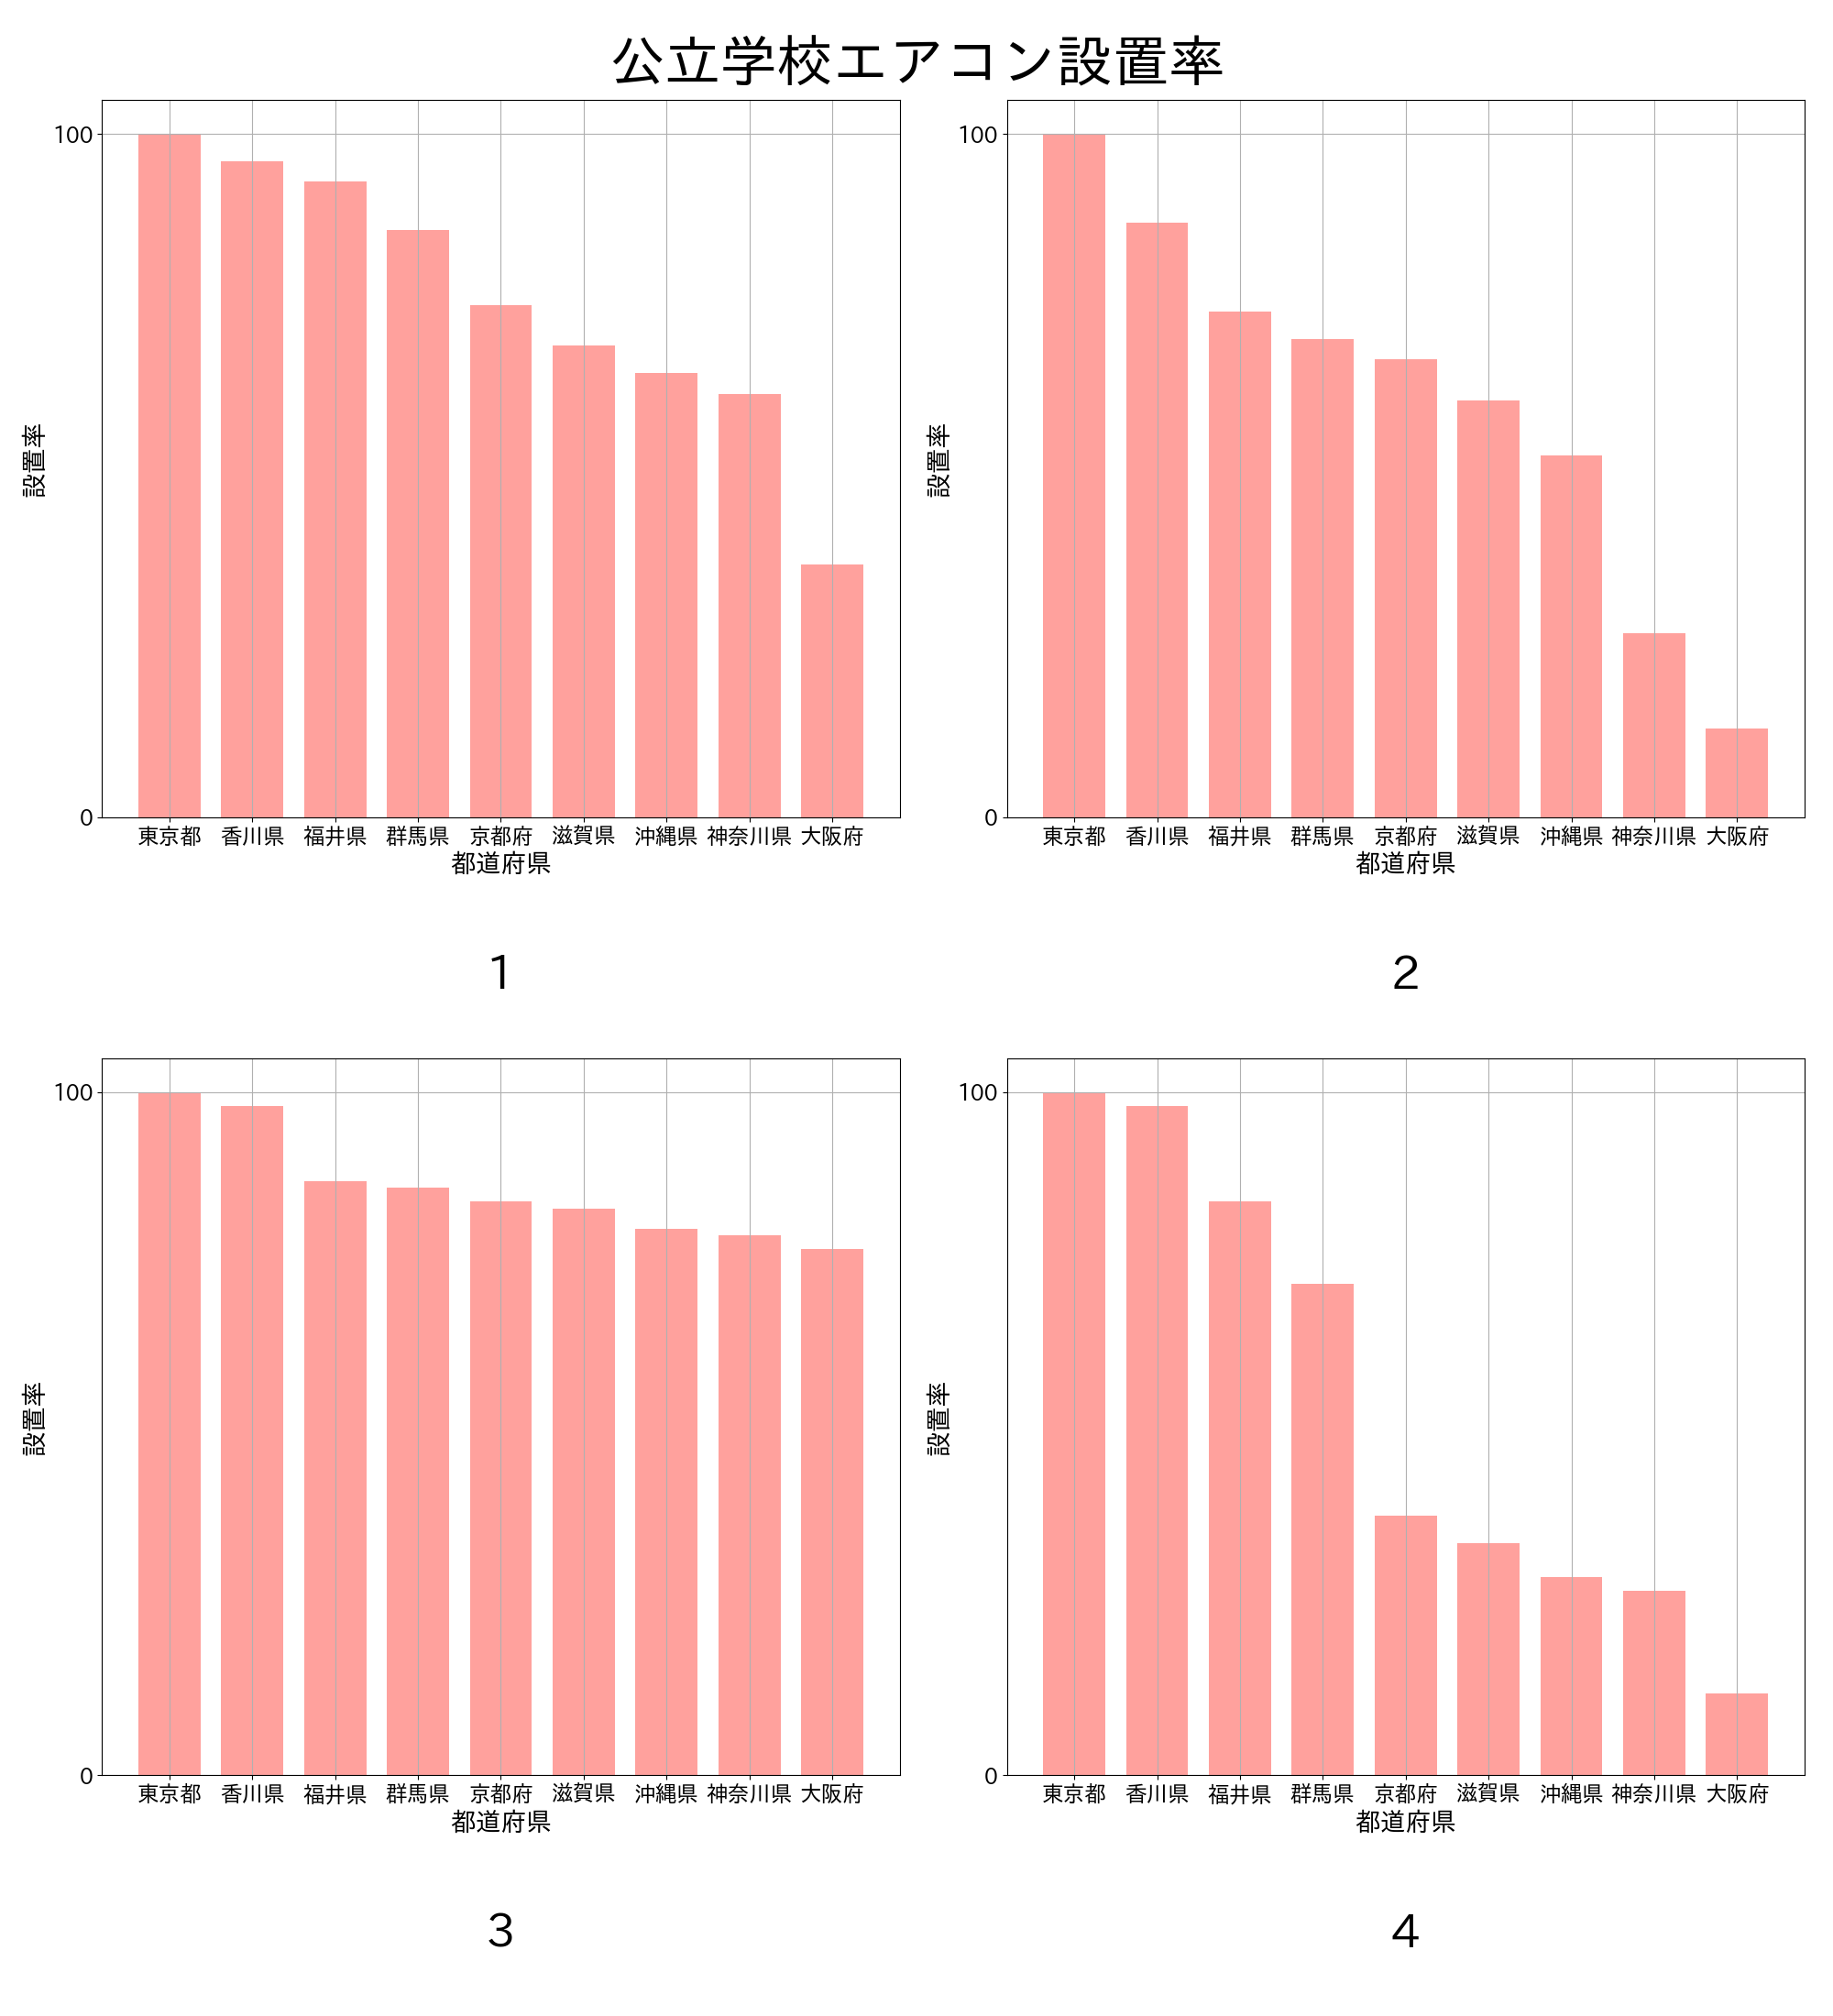 公立学校エアコン設置率
100
設置率
0
東京都 香川県 福井県 群馬県 京都府 滋賀県 沖縄県 神奈川県 大阪府
都道府県
1
100
設置率
0
東京都 香川県 福井県 群馬県 京都府 滋賀県 沖縄県 神奈川県 大阪府
都道府県
2
100
設置率
0
東京都 香川県 福井県 群馬県 京都府 滋賀県 沖縄県 神奈川県 大阪府
都道府県
3
100
設置率
0
東京都 香川県 福井県 群馬県 京都府 滋賀県 沖縄県 神奈川県 大阪府
都道府県
4